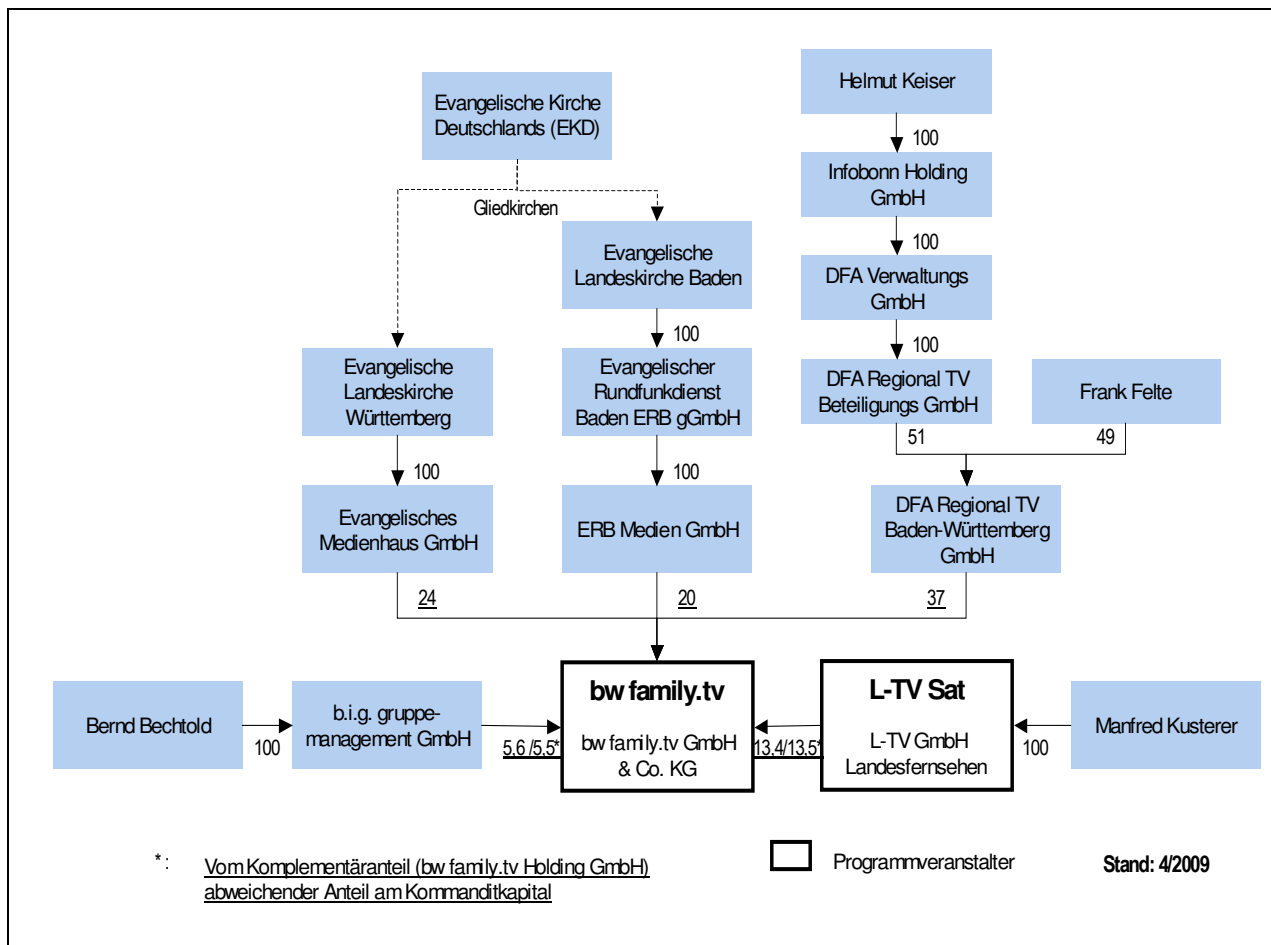 Helmut Keiser
Evangelische Kirche
Deutschlands (EKD)
100
Infobonn Holding
GmbH
Gliedkirchen
100
Evangelische
Landeskirche Baden
DFA Verwaltungs
GmbH
100
100
Evangelische
Landeskirche
Württemberg
Evangelischer
Rundfunkdienst
Baden ERB gGmbH
DFA Regional TV
Beteiligungs GmbH
Frank Felte
51
49
100
100
Evangelisches
Medienhaus GmbH
ERB Medien GmbH
DFA Regional TV
Baden-Württemberg
GmbH
24
20
37
Bernd Bechtold
100
b.i.g. gruppe-
management GmbH
5,6 /5,5*
bw family.tv
bw family.tv GmbH
& Co. KG
13,4/13,5*
L-TV Sat
L-TV GmbH
Landesfernsehen
100
Manfred Kusterer
* : Vom Komplementäranteil (bw family.tv Holding GmbH)
abweichender Anteil am Kommanditkapital
Programmveranstalter
Stand: 4/2009